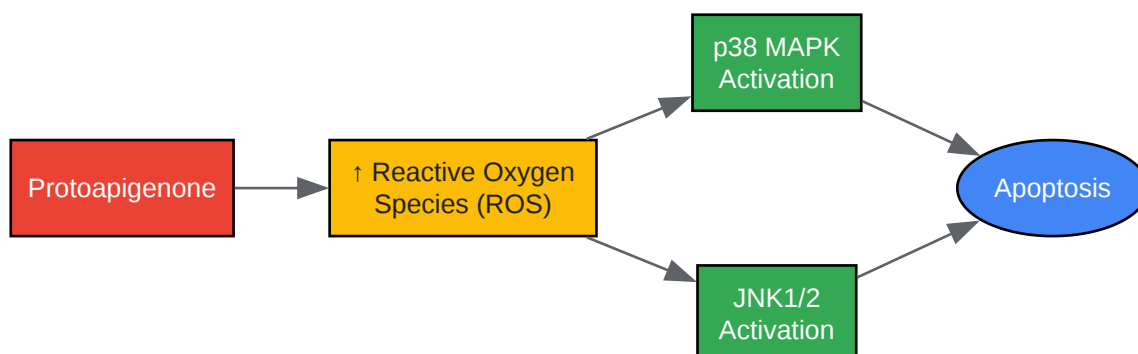 Protoapigenone
↑ Reactive Oxygen
Species (ROS)
p38 MAPK
Activation
JNK1/2
Activation
Apoptosis